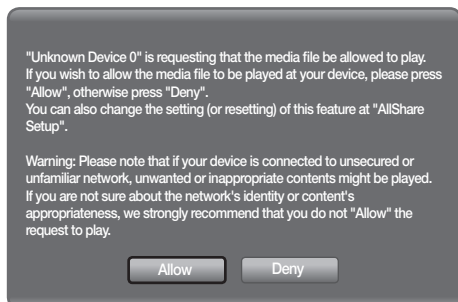 "Unknown Device 0" is requesting that the media file be allowed to play.
If you wish to allow the media file to be played at your device, please press
"Allow", otherwise press "Deny".
You can also change the setting (or resetting) of this feature at "AllShare
Setup".
Warning: Please note that if your device is connected to unsecured or
unfamiliar network, unwanted or inappropriate contents might be played.
If you are not sure about the network's identity or content's
appropriateness, we strongly recommend that you do not "Allow" the
request to play.
Allow Deny